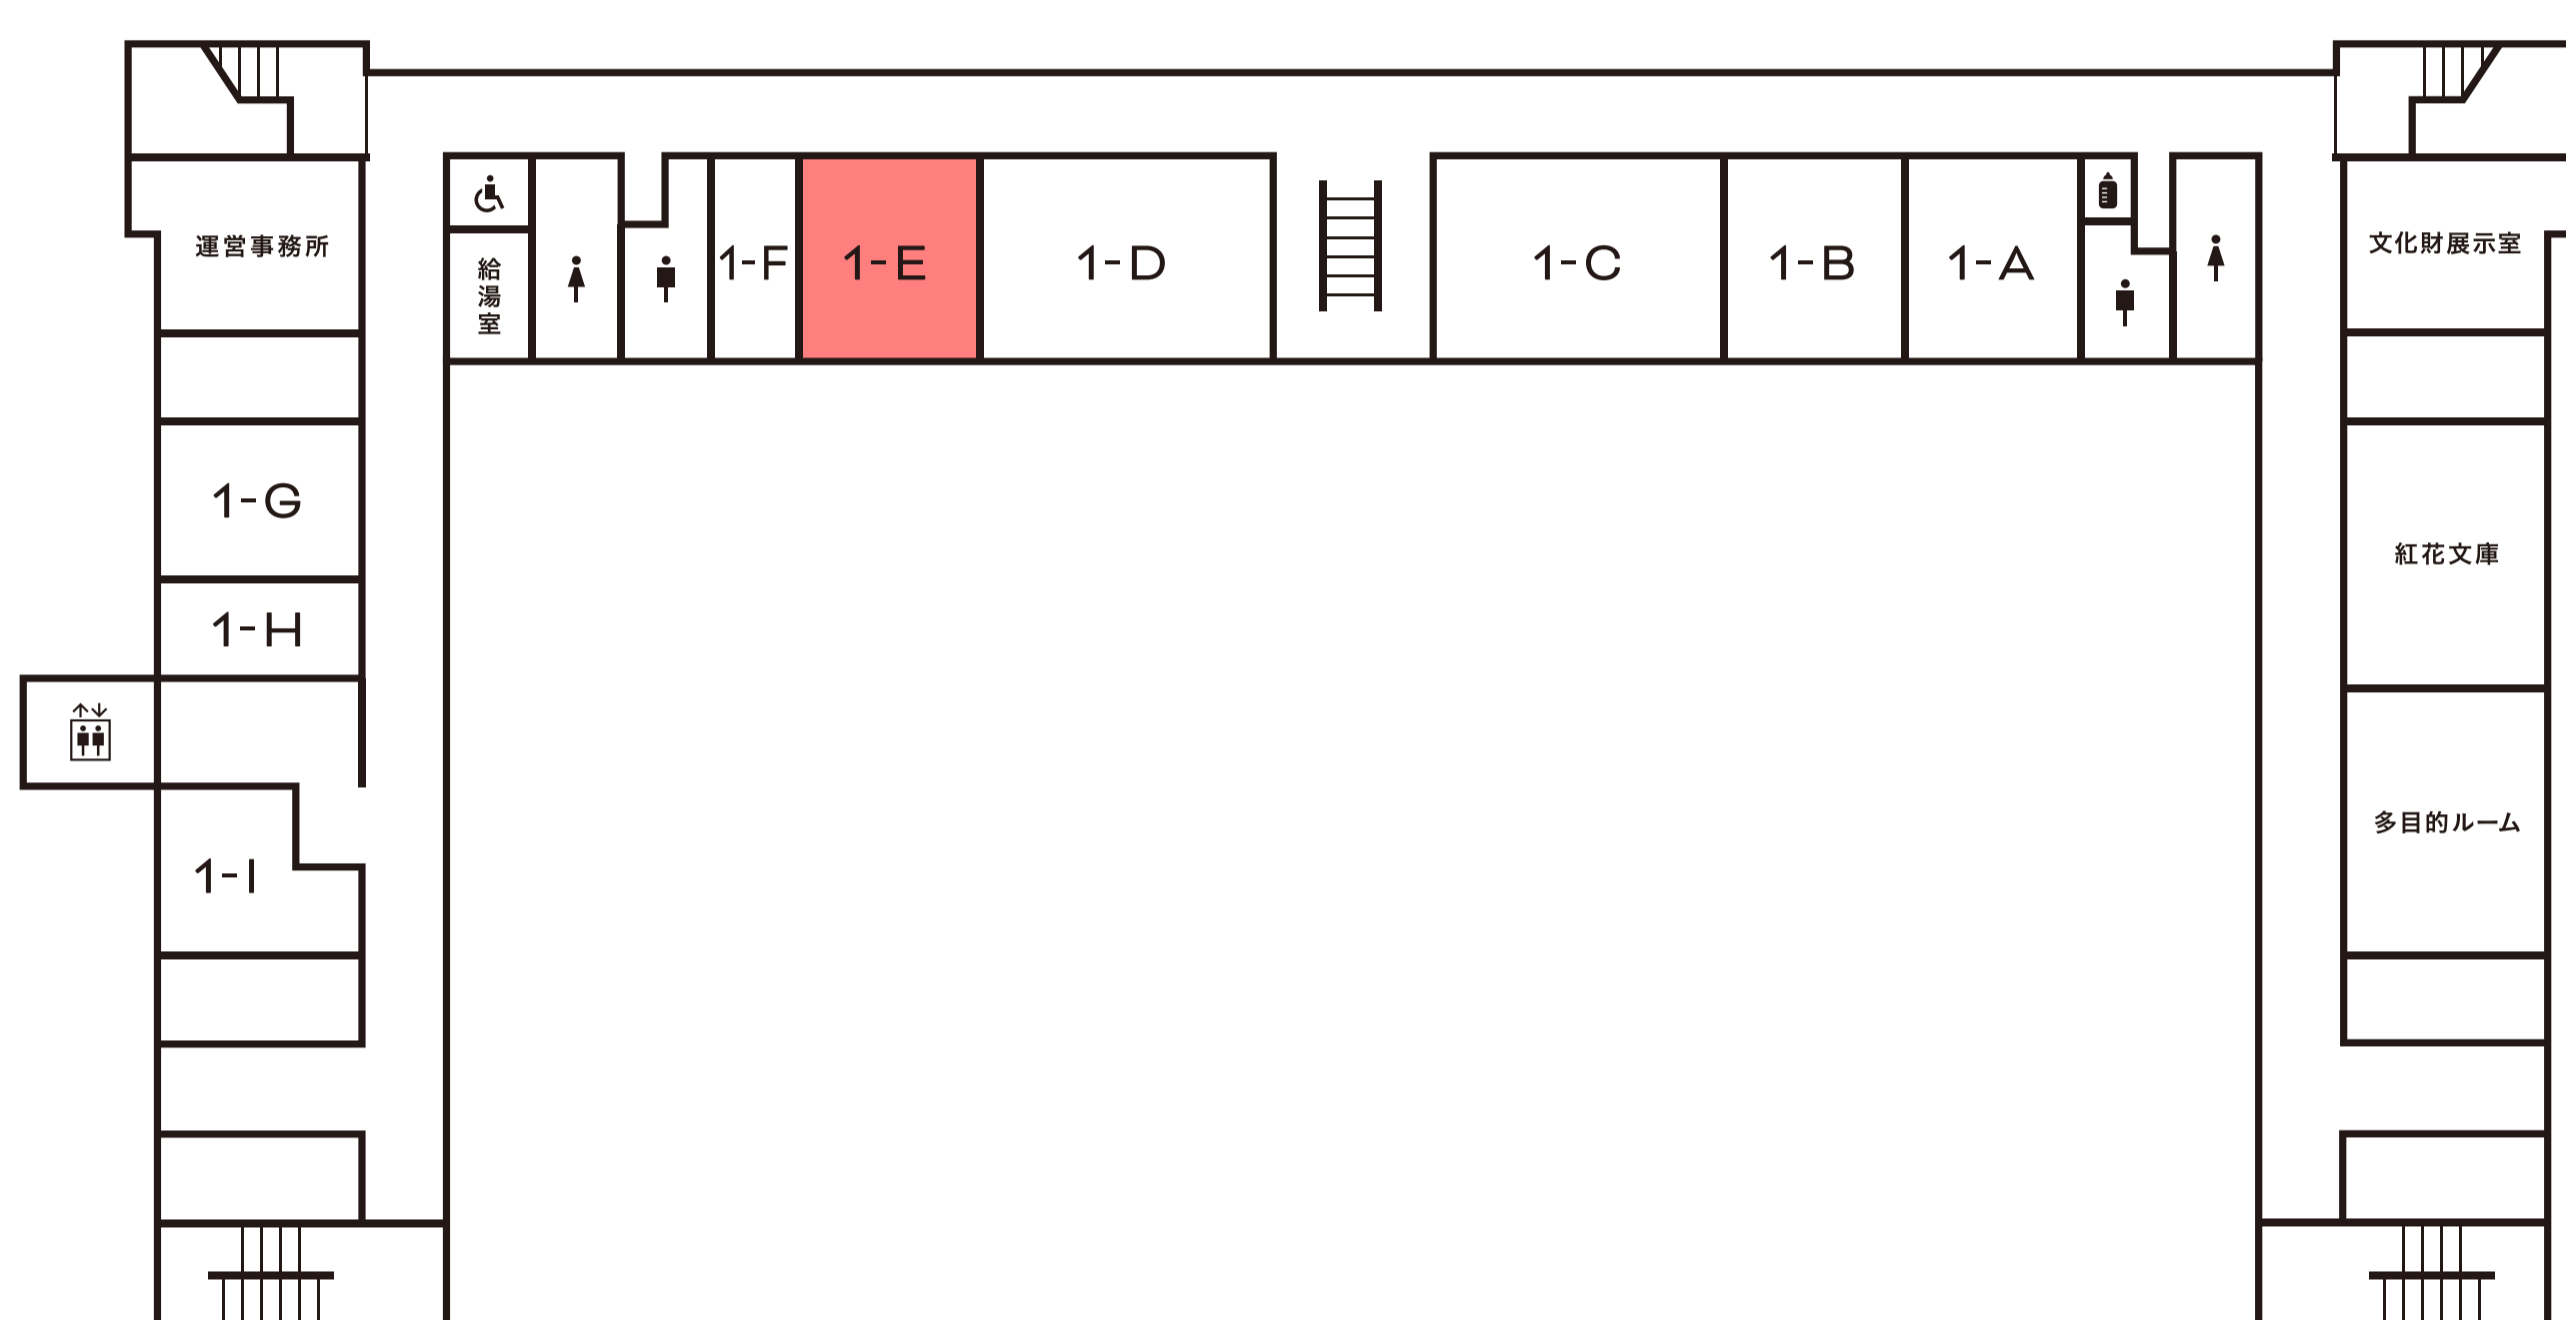 運営事務所
給湯室
1-F
1-E
1-D
1-C
1-B
1-A
文化財展示室
1-G
1-H
1-I
紅花文庫
多目的ルーム